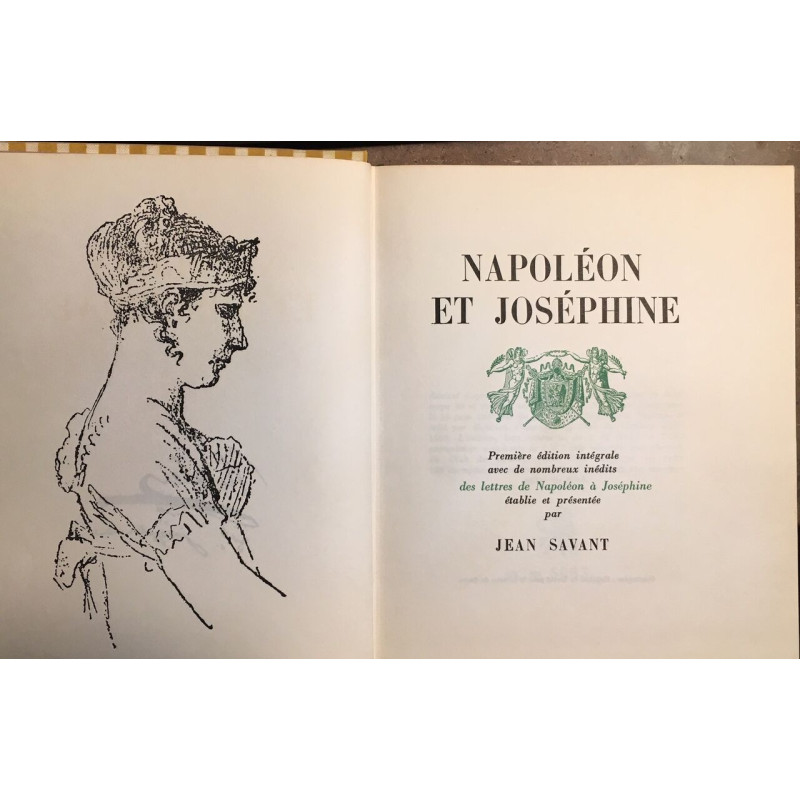 NAPOLÉON
ET JOSÉPHINE
Première édition intégrale
avec de nombreux inédits
des lettres de Napoléon à Joséphine
établie et présentée
par
JEAN SAVANT